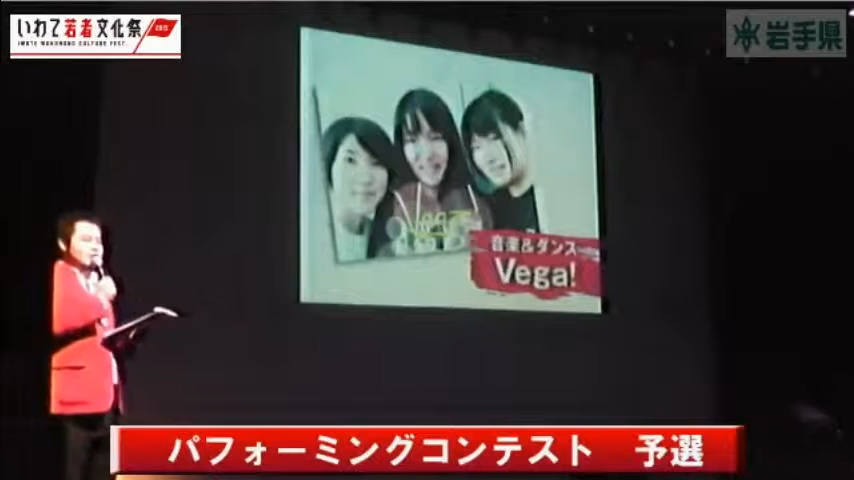 いわて若者文化祭 2015
IWATE WAKAMONO CULTURE FEST.
岩手県
音楽&ダンス
Vega!
パフォーミングコンテスト 予選